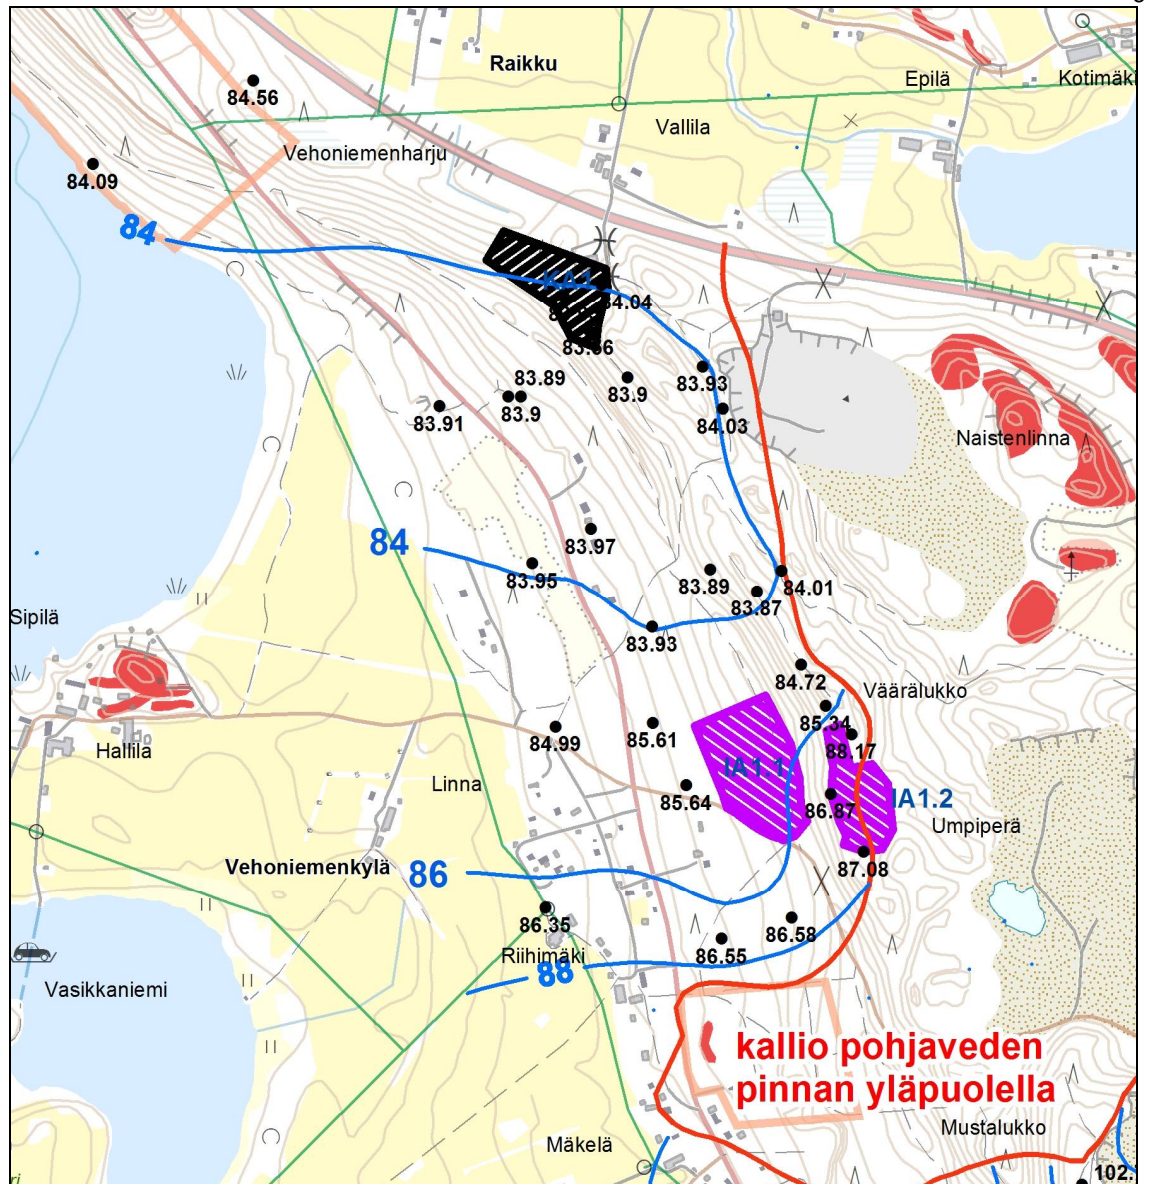 g
Raikku
Epilä
Kotimäki
84.56
Vallila
Vehoniemenharju
84.09
84
KA1
84.04
83.66
83.89
83.9
83.93
83.9
83.91
84.03
Naistenlinna
84
83.97
83.95
83.89
84.01
83.87
Sipilä
83.93
84.72
Väärälukko
85.34
84.99
85.61
88.17
Hallila
IA1.1
Linna
85.64
86.87
IA1.2
Umpiperä
Vehoniemenkylä
86
87.08
86.35
86.58
86.55
Riihimäki
88
Vasikkaniemi
kallio pohjaveden
pinnan yläpuolella
Mustalukko
Mäkelä
102.
ri